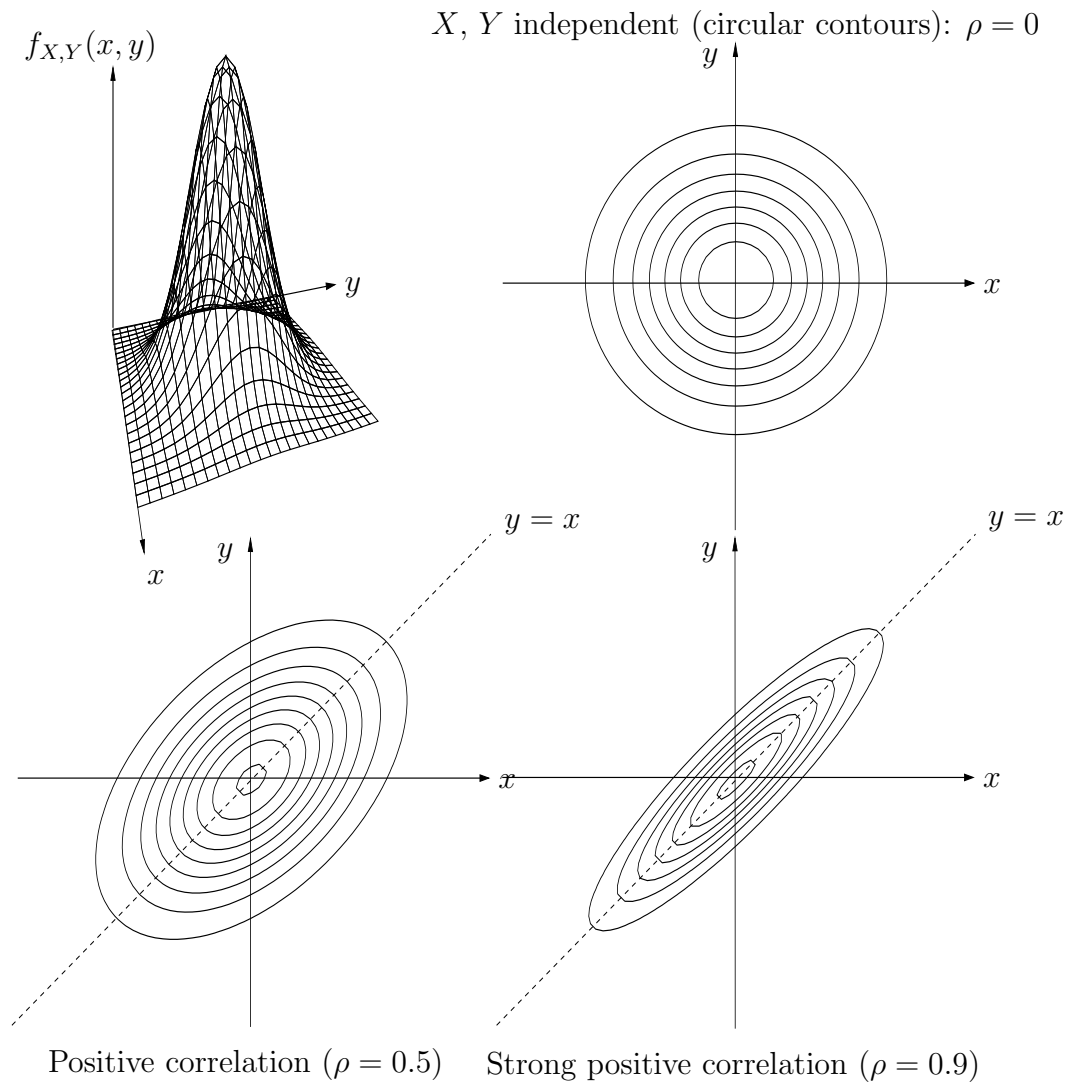 X, Y independent (circular contours): ρ = 0
f_{X,Y}(x, y)
y
y
x
x
y = x
y = x
y
y
x
x
Positive correlation (ρ = 0.5)
Strong positive correlation (ρ = 0.9)